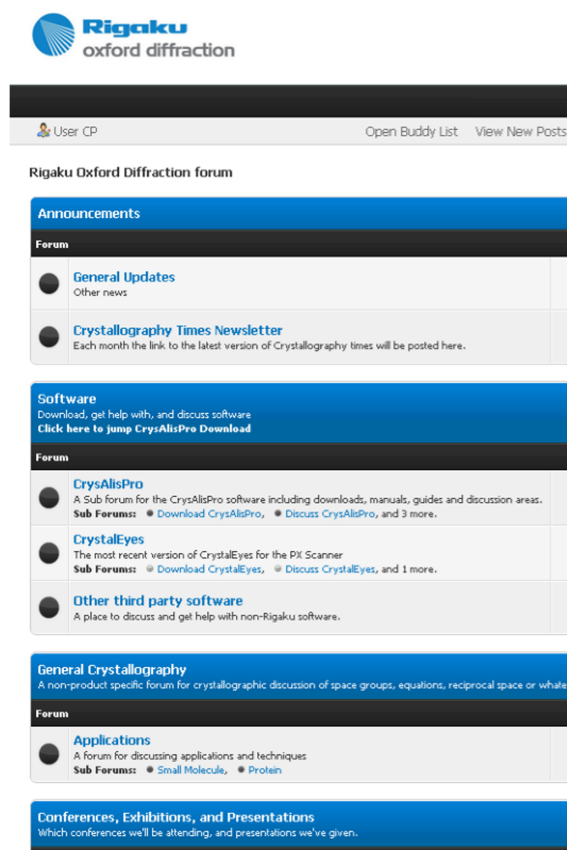 Rigaku
oxford diffraction
User CP Open Buddy List View New Posts
Rigaku Oxford Diffraction forum
Announcements
Forum
General Updates
Other news
Crystallography Times Newsletter
Each month the link to the latest version of Crystallography times will be posted here.
Software
Download, get help with, and discuss software
Click here to jump CrysAlisPro Download
Forum
CrysAlisPro
A Sub forum for the CrysAlisPro software including downloads, manuals, guides and discussion areas.
Sub Forums: Download CrysAlisPro, Discuss CrysAlisPro, and 3 more.
CrystalEyes
The most recent version of CrystalEyes for the PX Scanner
Sub Forums: Download CrystalEyes, Discuss CrystalEyes, and 1 more.
Other third party software
A place to discuss and get help with non-Rigaku software.
General Crystallography
A non-product specific forum for crystallographic discussion of space groups, equations, reciprocal space or whate
Forum
Applications
A forum for discussing applications and techniques
Sub Forums: Small Molecule, Protein
Conferences, Exhibitions, and Presentations
Which conferences we'll be attending, and presentations we've given.